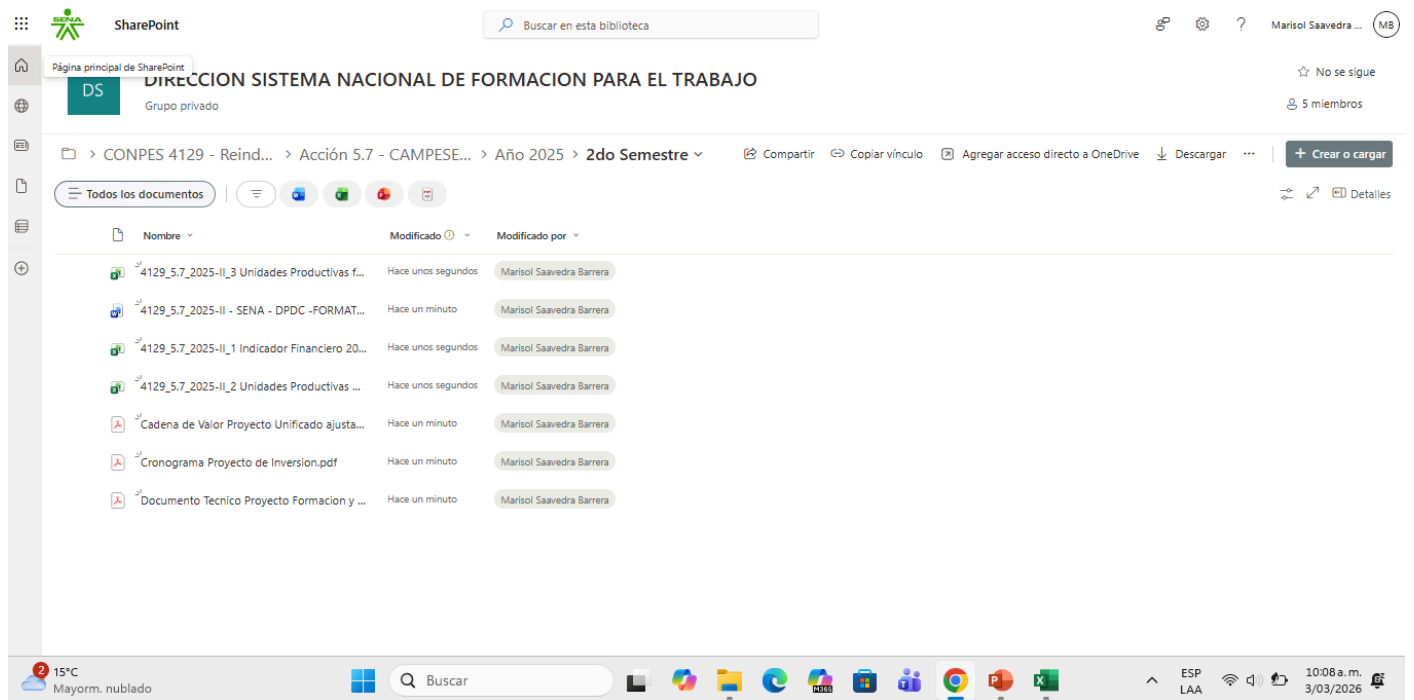 SENA
SharePoint
Buscar en esta biblioteca
Marisol Saavedra ...
MB
Página principal de SharePoint
DS
DIRECCION SISTEMA NACIONAL DE FORMACION PARA EL TRABAJO
Grupo privado
No se sigue
5 miembros
> CONPES 4129 - Reind... > Acción 5.7 - CAMPESE... > Año 2025 > 2do Semestre
Compartir Copiar vínculo Agregar acceso directo a OneDrive Descargar ... + Crear o cargar
Todos los documentos
Detalles
Nombre Modificado Modificado por
4129_5.7_2025-II_3 Unidades Productivas f... Hace unos segundos Marisol Saavedra Barrera
4129_5.7_2025-II - SENA - DPDC -FORMAT... Hace un minuto Marisol Saavedra Barrera
4129_5.7_2025-II_1 Indicador Financiero 20... Hace unos segundos Marisol Saavedra Barrera
4129_5.7_2025-II_2 Unidades Productivas ... Hace unos segundos Marisol Saavedra Barrera
Cadena de Valor Proyecto Unificado ajusta... Hace un minuto Marisol Saavedra Barrera
Cronograma Proyecto de Inversion.pdf Hace un minuto Marisol Saavedra Barrera
Documento Tecnico Proyecto Formacion y ... Hace un minuto Marisol Saavedra Barrera
2
15°C
Mayorm. nublado
Buscar
M365
ESP
LAA
10:08 a. m.
3/03/2026